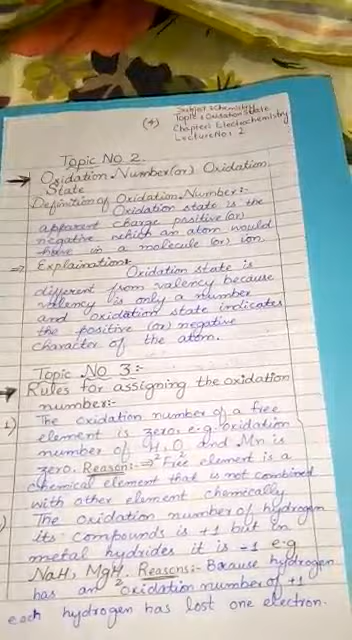 (4)
Subject: Chemistry
Topic: Oxidation State
Chapter: Electrochemistry
Lecture No: 2
Topic No 2.
→ Oxidation Number (or) Oxidation
State
Definition of Oxidation Number:-
Oxidation state is the
apparent charge positive (or)
negative which an atom would
have in a molecule (or) ion.
⇒ Explaination:-
Oxidation state is
different from valency because
valency is only a number
and oxidation state indicates
the positive (or) negative
character of the atom.
Topic No 3:-
→ Rules for assigning the oxidation
number:-
1) The oxidation number of a free
element is zero. e.g. oxidation
number of H2, O2 and Mn is
zero. Reason:-⇒ Free element is a
chemical element that is not combined
with other element chemically
The oxidation number of hydrogen
its compounds is +1 but in
metal hydrides it is -1 e.g
NaH, MgH2. Reasons:- Because hydrogen
has an oxidation number of +1
each hydrogen has lost one electron.